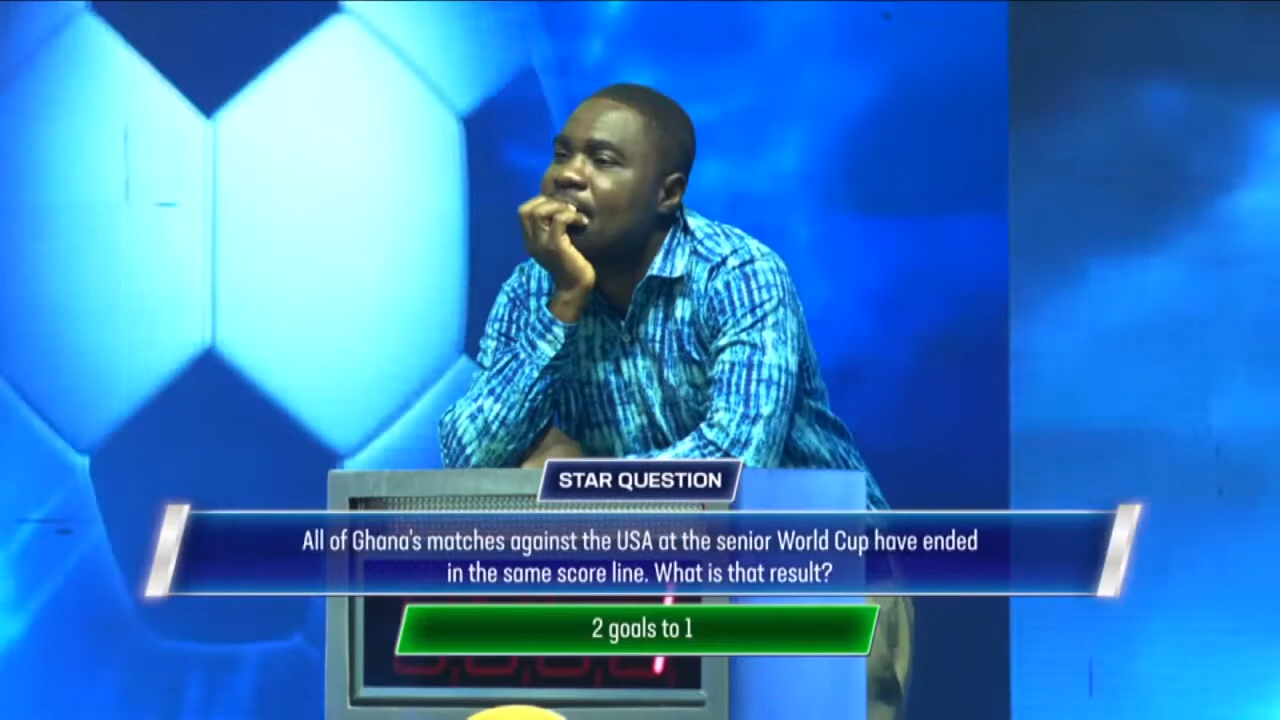 STAR QUESTION
All of Ghana's matches against the USA at the senior World Cup have ended
in the same score line. What is that result?
2 goals to 1